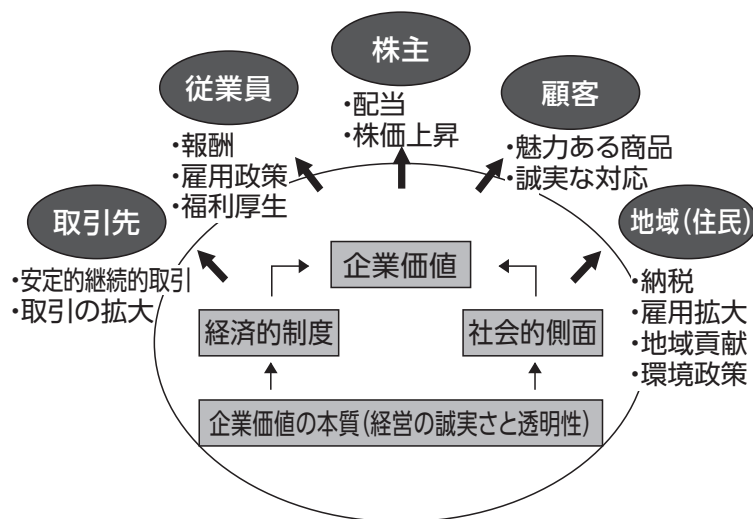 株主
・配当
・株価上昇
従業員
・報酬
・雇用政策
・福利厚生
顧客
・魅力ある商品
・誠実な対応
取引先
・安定的継続的取引
・取引の拡大
地域(住民)
・納税
・雇用拡大
・地域貢献
・環境政策
企業価値
経済的制度
社会的側面
企業価値の本質(経営の誠実さと透明性)